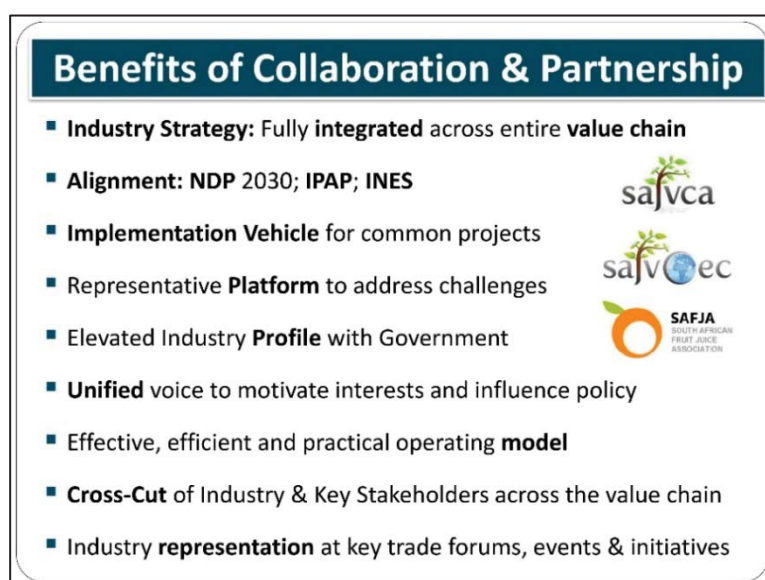 Benefits of Collaboration & Partnership
▪ Industry Strategy: Fully integrated across entire value chain
▪ Alignment: NDP 2030; IPAP; INES
safvca
▪ Implementation Vehicle for common projects
safvoec
▪ Representative Platform to address challenges
SAFJA
SOUTH AFRICAN
FRUIT JUICE
ASSOCIATION
▪ Elevated Industry Profile with Government
▪ Unified voice to motivate interests and influence policy
▪ Effective, efficient and practical operating model
▪ Cross-Cut of Industry & Key Stakeholders across the value chain
▪ Industry representation at key trade forums, events & initiatives